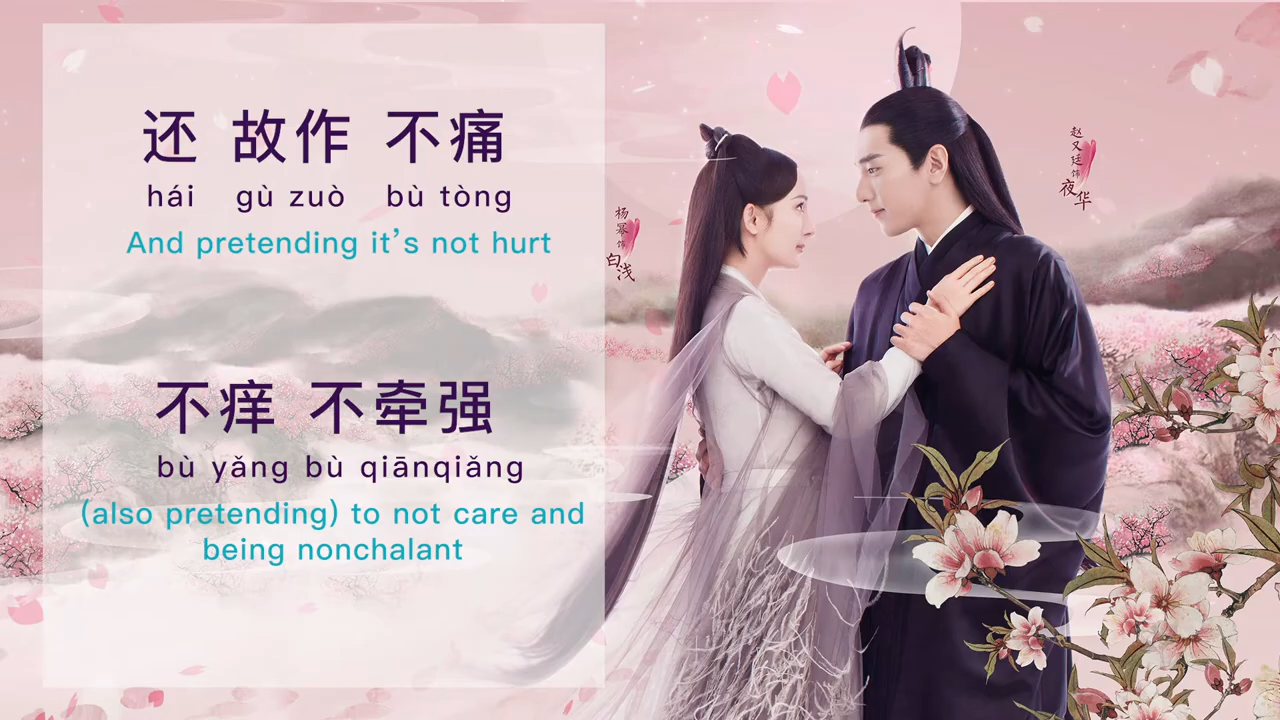 还 故作 不痛
hái gù zuò bù tòng
And pretending it's not hurt
不痒 不牵强
bù yǎng bù qiānqiǎng
(also pretending) to not care and
being nonchalant
杨幂饰
白浅
赵又廷饰
夜华